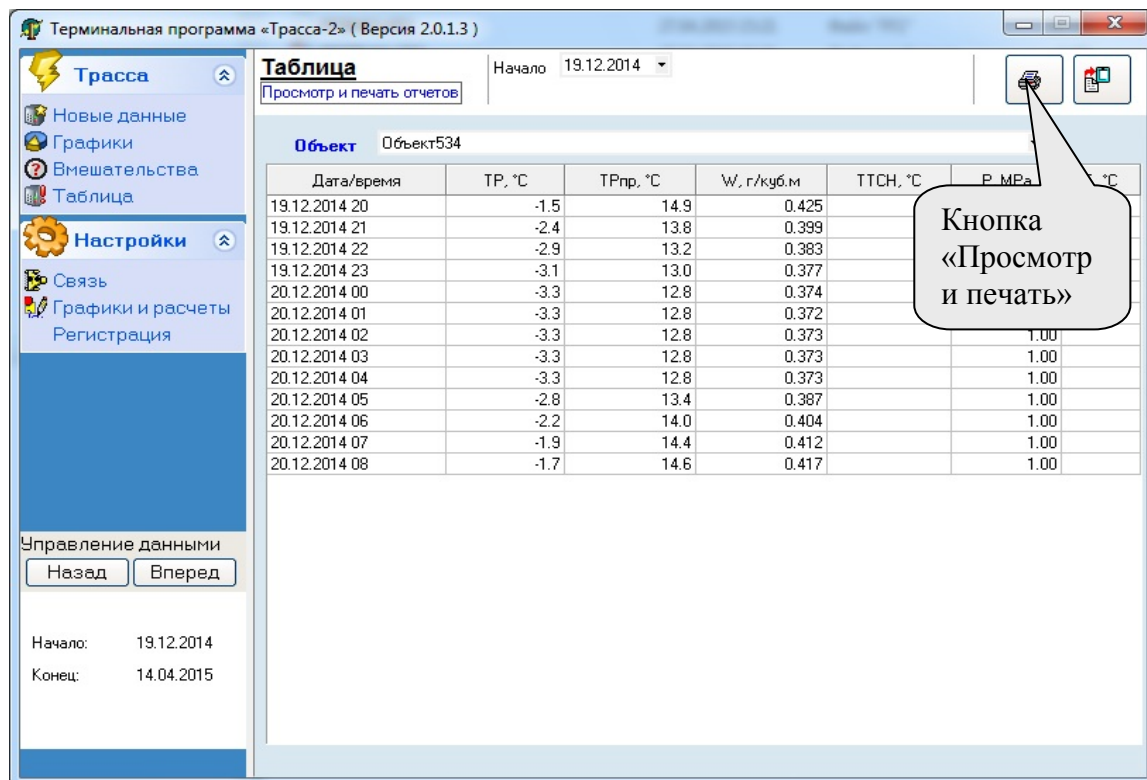 Терминальная программа «Трасса-2» ( Версия 2.0.1.3 )
Трасса
Новые данные
Графики
Вмешательства
Таблица
Настройки
Связь
Графики и расчеты
Регистрация
Управление данными
Назад Вперед
Начало: 19.12.2014
Конец: 14.04.2015
Таблица
Просмотр и печать отчетов
Начало 19.12.2014
Объект Объект534
Дата/время TP, °C TPпр, °C W, г/куб.м ТТСН, °C P, MPa °C
19.12.2014 20 -1.5 14.9 0.425
19.12.2014 21 -2.4 13.8 0.399
19.12.2014 22 -2.9 13.2 0.383
19.12.2014 23 -3.1 13.0 0.377
20.12.2014 00 -3.3 12.8 0.374
20.12.2014 01 -3.3 12.8 0.372
20.12.2014 02 -3.3 12.8 0.373 1.00
20.12.2014 03 -3.3 12.8 0.373 1.00
20.12.2014 04 -3.3 12.8 0.373 1.00
20.12.2014 05 -2.8 13.4 0.387 1.00
20.12.2014 06 -2.2 14.0 0.404 1.00
20.12.2014 07 -1.9 14.4 0.412 1.00
20.12.2014 08 -1.7 14.6 0.417 1.00
Кнопка
«Просмотр
и печать»